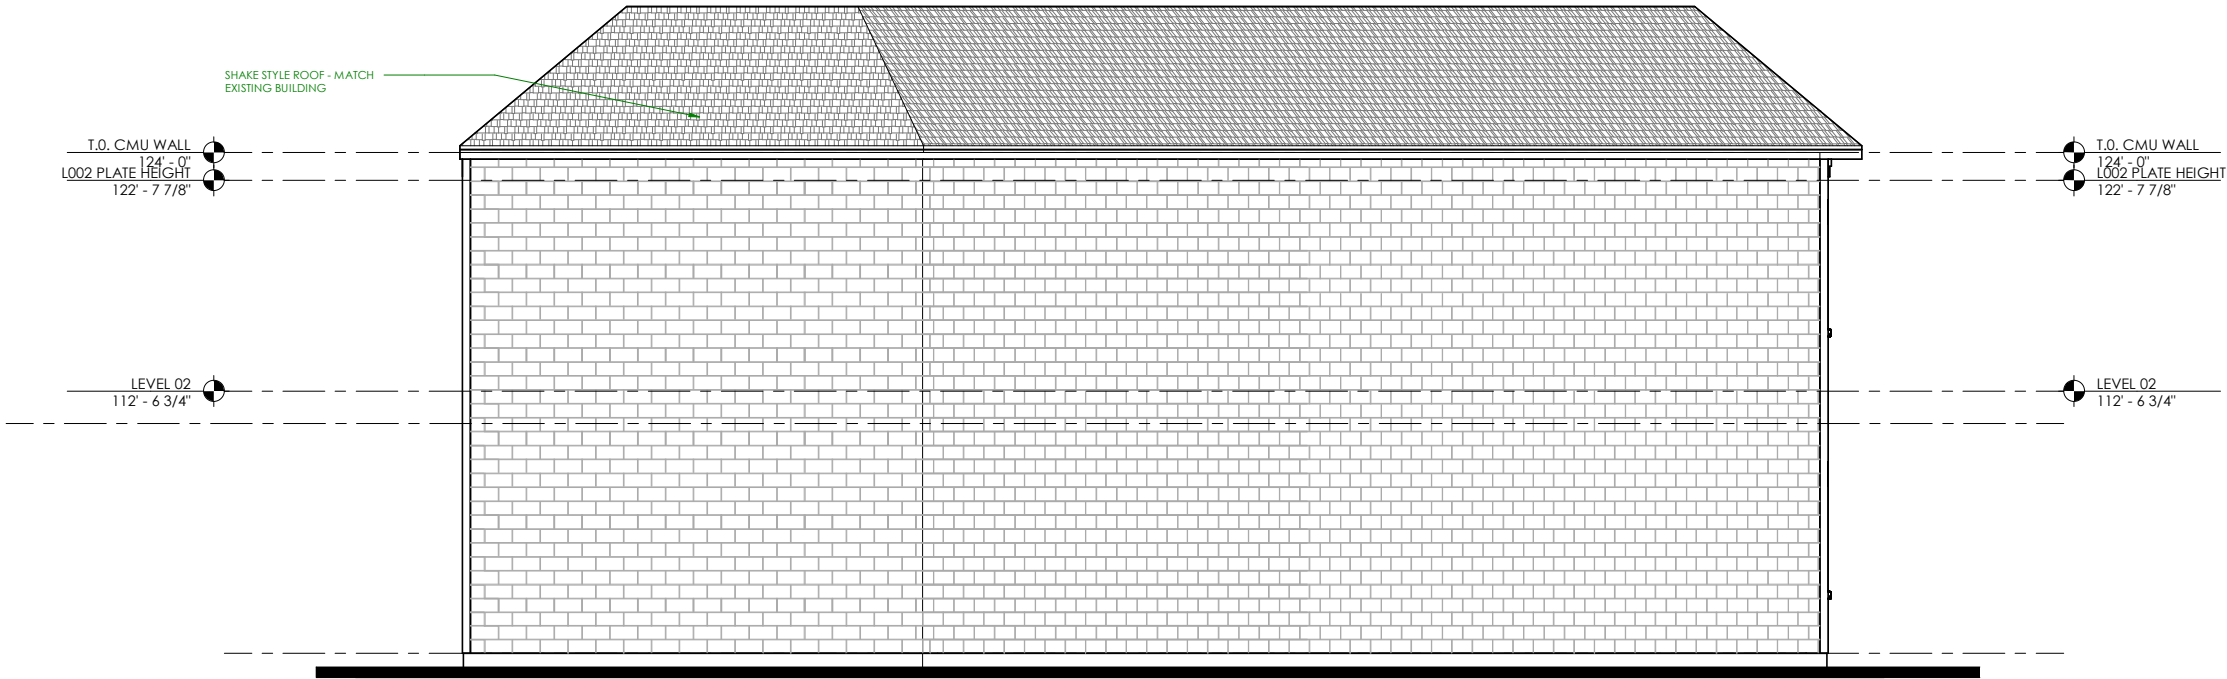 SHAKE STYLE ROOF - MATCH
EXISTING BUILDING
T.0. CMU WALL
124' - 0"
L002 PLATE HEIGHT
122' - 7 7/8"
LEVEL 02
112' - 6 3/4"
T.0. CMU WALL
124' - 0"
L002 PLATE HEIGHT
122' - 7 7/8"
LEVEL 02
112' - 6 3/4"